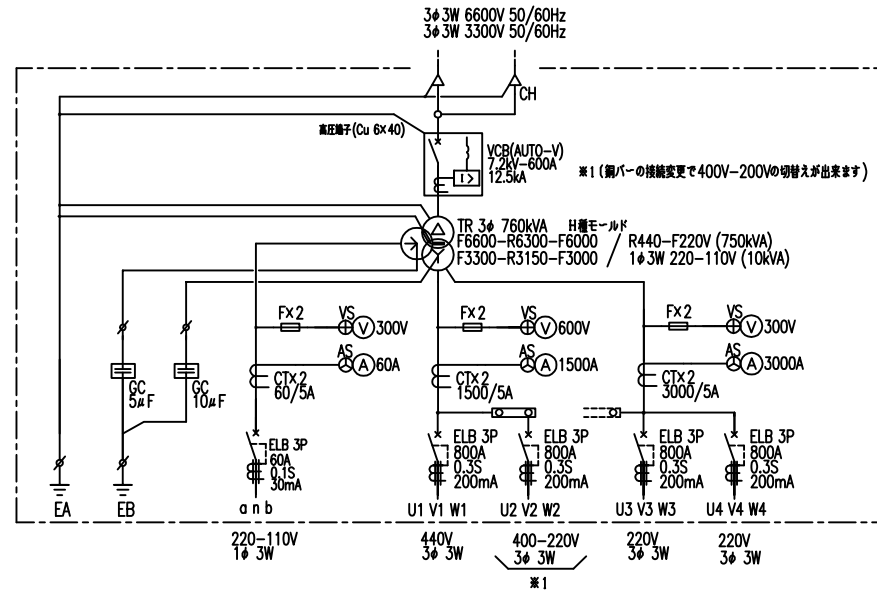 3φ 3W 6600V 50/60Hz
3φ 3W 3300V 50/60Hz
CH
高圧端子(Cu 6×40)
VCB(AUTO-V)
7.2kV-600A
12.5kA
I>
※1(銅バーの接続変更で400V-200Vの切替えが出来ます)
TR 3φ 760kVA H種モールド
F6600-R6300-F6000 / R440-F220V (750kVA)
F3300-R3150-F3000 / 1φ3W 220-110V (10kVA)
F×2 VS V 300V
F×2 VS V 600V
F×2 VS V 300V
AS A 60A
AS A 1500A
AS A 3000A
CT×2
60/5A
CT×2
1500/5A
CT×2
3000/5A
GC
5μF
GC
10μF
ELB 3P
60A
0.1S
30mA
ELB 3P
800A
0.3S
200mA
ELB 3P
800A
0.3S
200mA
ELB 3P
800A
0.3S
200mA
ELB 3P
800A
0.3S
200mA
EA
EB
a n b
U1 V1 W1
U2 V2 W2
U3 V3 W3
U4 V4 W4
220-110V
1φ 3W
440V
3φ 3W
400-220V
3φ 3W
220V
3φ 3W
220V
3φ 3W
※1